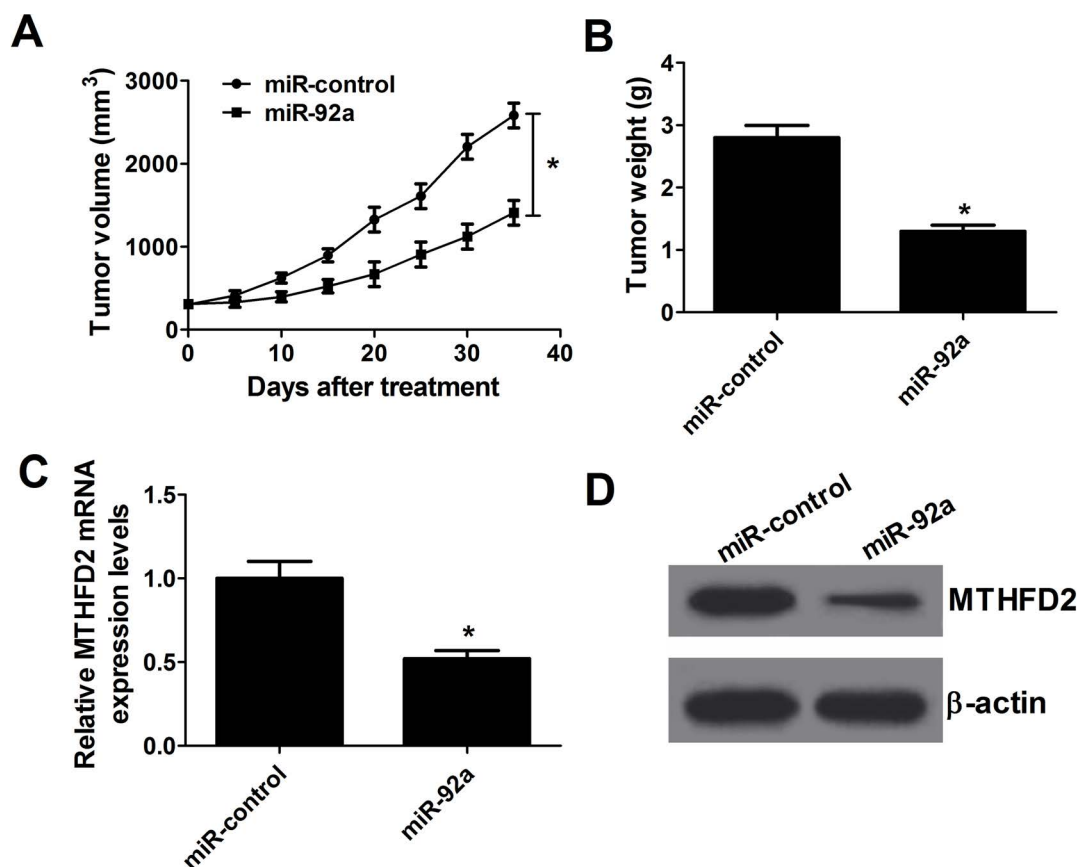 A
Tumor volume (mm³)
3000
2000
1000
0
miR-control
miR-92a
*
0 10 20 30 40
Days after treatment
B
Tumor weight (g)
4
3
2
1
0
*
miR-control
miR-92a
C
Relative MTHFD2 mRNA
expression levels
1.5
1.0
0.5
0.0
*
miR-control
miR-92a
D
miR-control
miR-92a
MTHFD2
β-actin